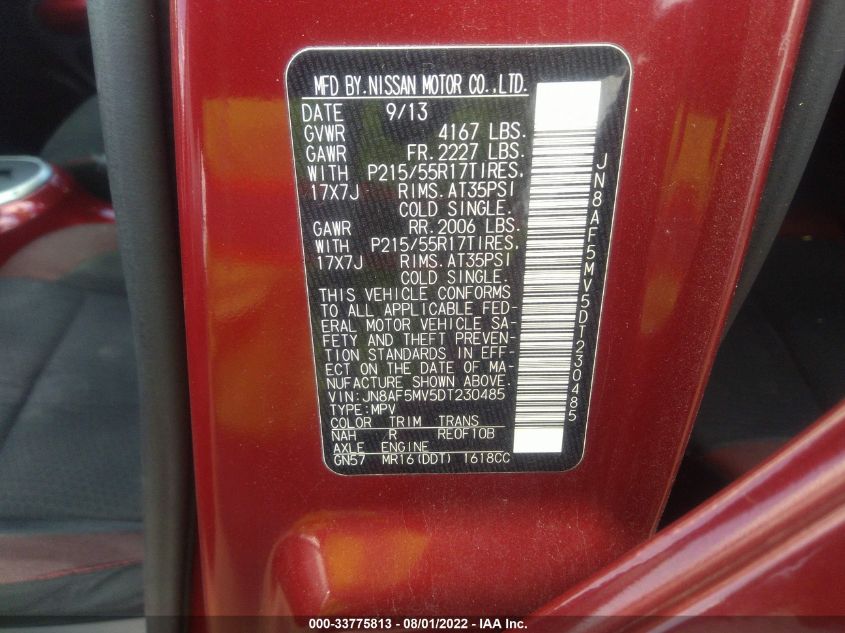 MFD BY.NISSAN MOTOR CO.,LTD.
DATE 9/13
GVWR 4167 LBS.
GAWR FR.2227 LBS.
WITH P215/55R17TIRES.
17X7J RIMS.AT35PSI
COLD SINGLE.
GAWR RR.2006 LBS.
WITH P215/55R17TIRES.
17X7J RIMS.AT35PSI
COLD SINGLE.
THIS VEHICLE CONFORMS
TO ALL APPLICABLE FED-
ERAL MOTOR VEHICLE SA-
FETY AND THEFT PREVEN-
TION STANDARDS IN EFF-
ECT ON THE DATE OF MA-
NUFACTURE SHOWN ABOVE.
VIN:JN8AF5MV5DT230485
TYPE:MPV
COLOR TRIM TRANS
NAH R RE0F10B
AXLE ENGINE
GN57 MR16(DDT) 1618CC
JN8AF5MV5DT230485
000-33775813 - 08/01/2022 - IAA Inc.